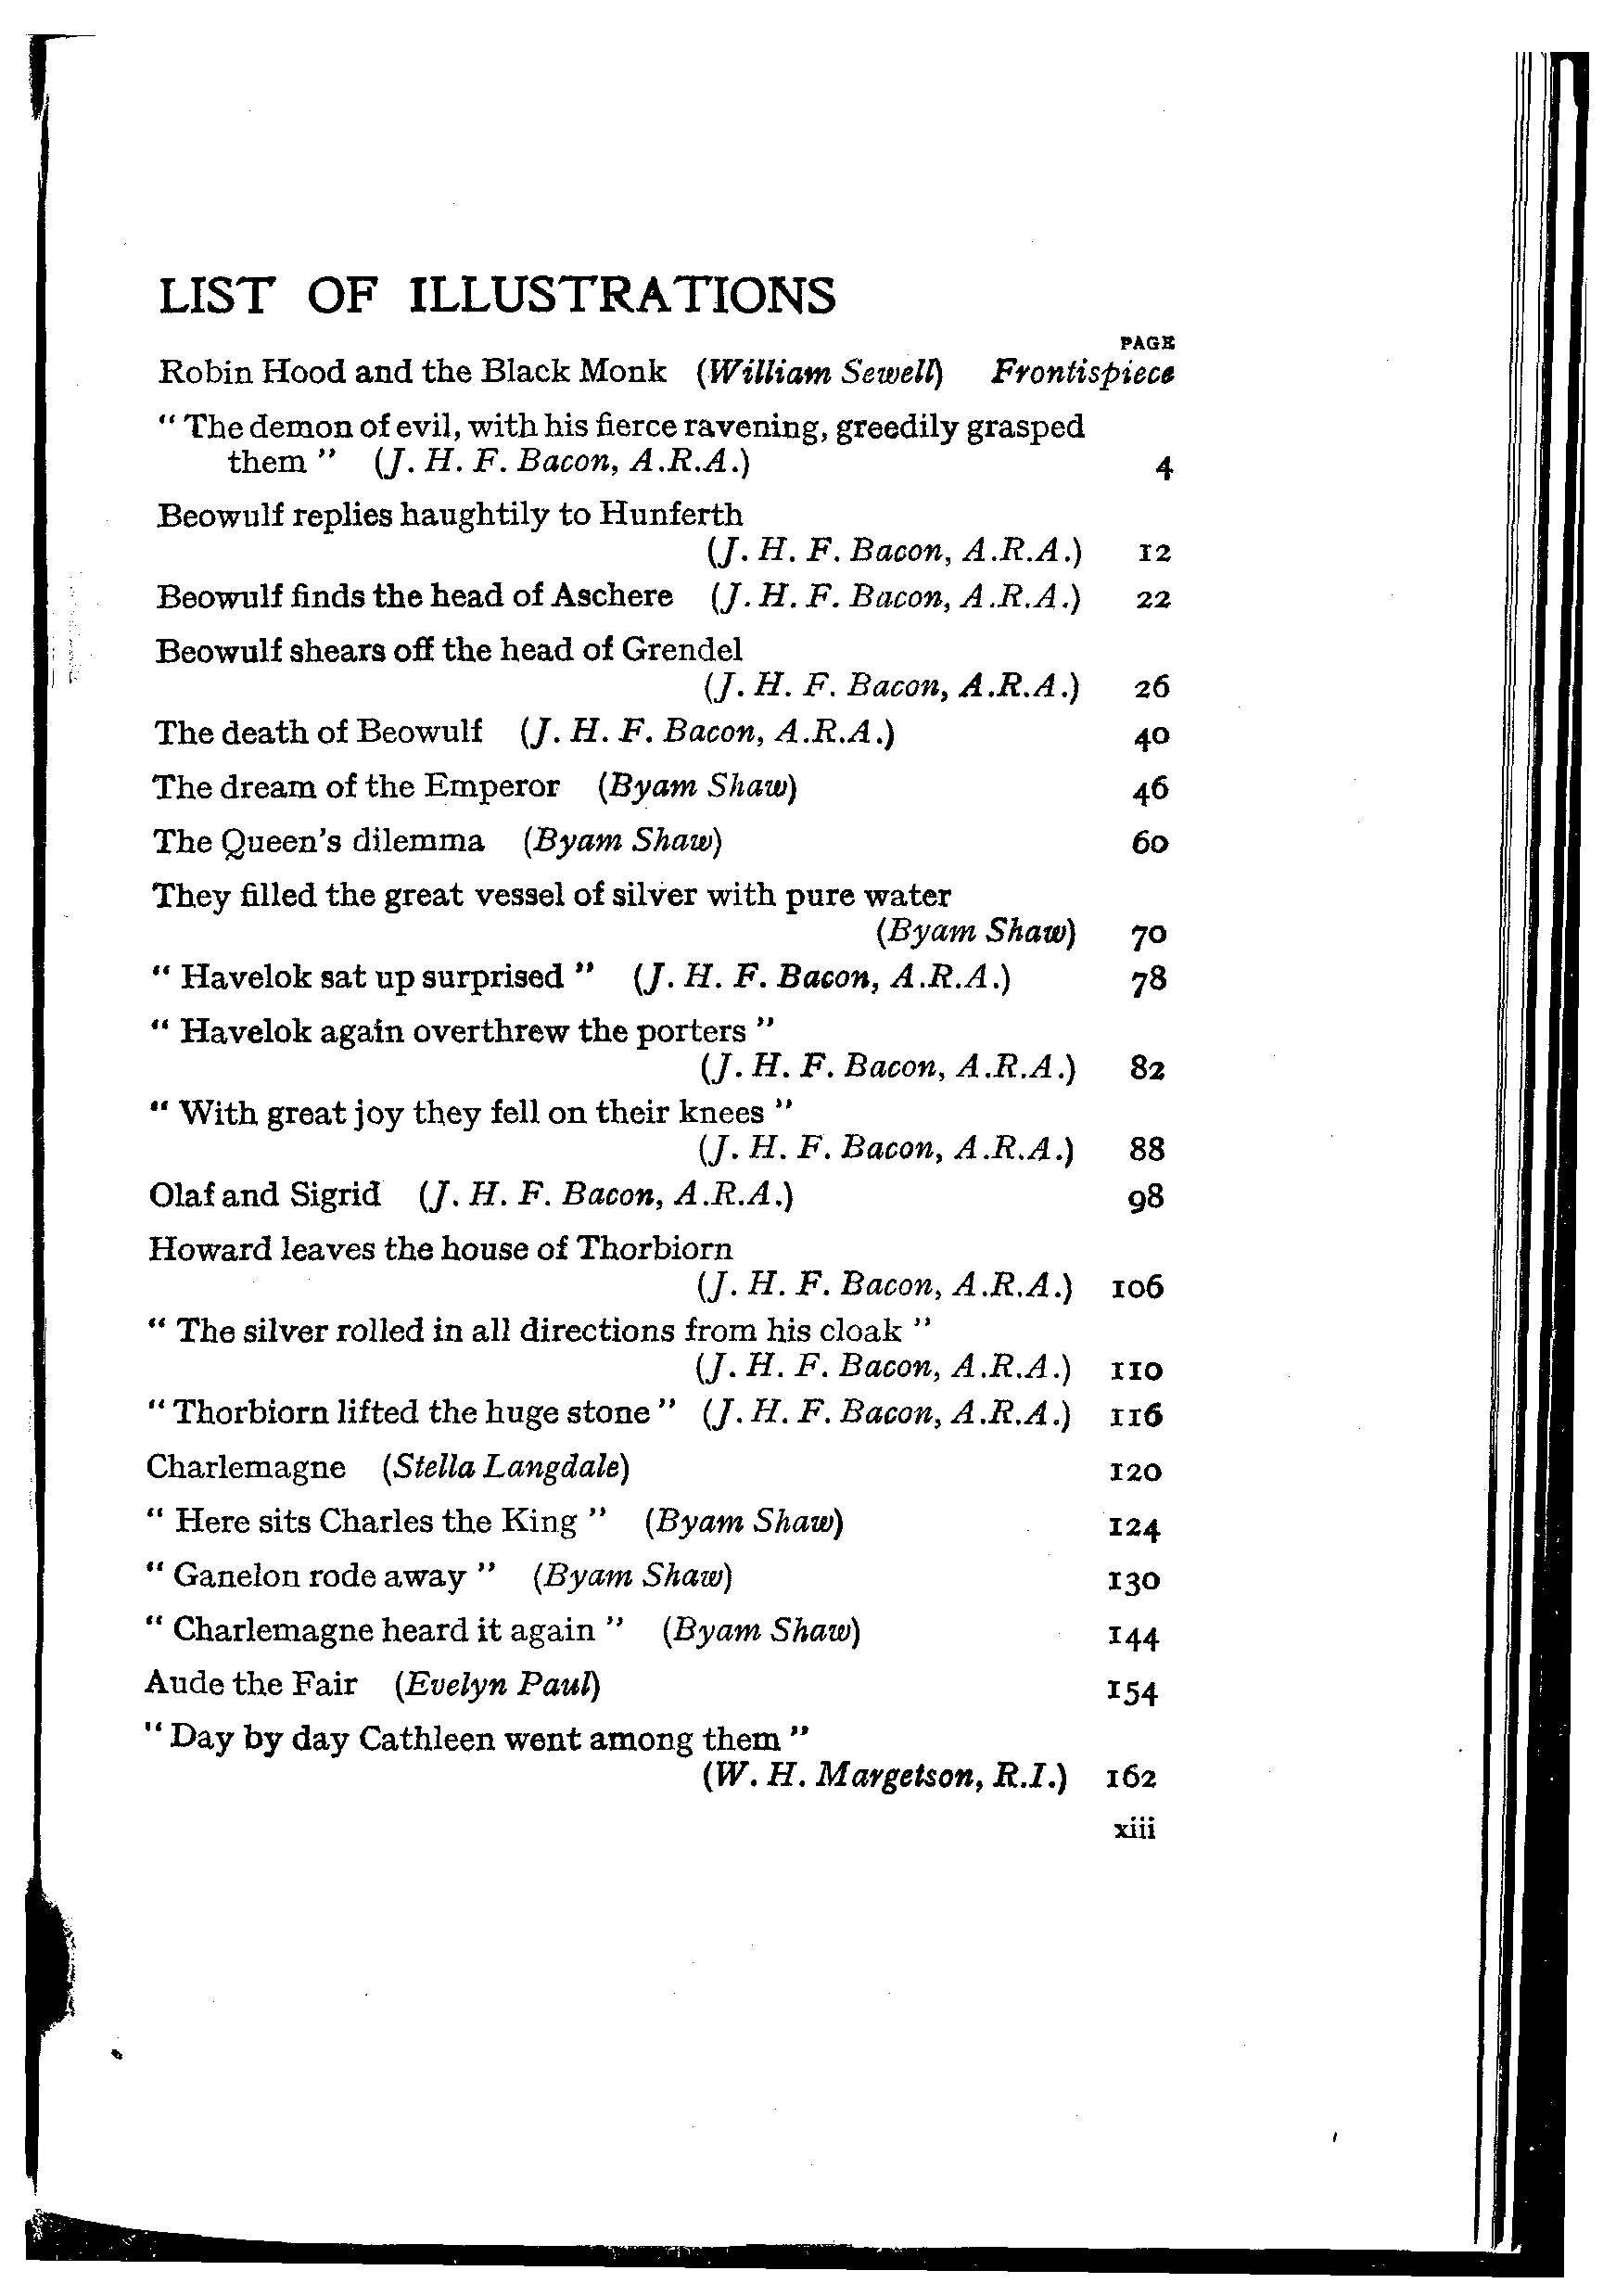 LIST OF ILLUSTRATIONS
PAGE
Robin Hood and the Black Monk (William Sewell) Frontispiece
“ The demon of evil, with his fierce ravening, greedily grasped
them ” (J. H. F. Bacon, A.R.A.) 4
Beowulf replies haughtily to Hunferth
(J. H. F. Bacon, A.R.A.) 12
Beowulf finds the head of Aschere (J. H. F. Bacon, A.R.A.) 22
Beowulf shears off the head of Grendel
(J. H. F. Bacon, A.R.A.) 26
The death of Beowulf (J. H. F. Bacon, A.R.A.) 40
The dream of the Emperor (Byam Shaw) 46
The Queen's dilemma (Byam Shaw) 60
They filled the great vessel of silver with pure water
(Byam Shaw) 70
“ Havelok sat up surprised ” (J. H. F. Bacon, A.R.A.) 78
“ Havelok again overthrew the porters ”
(J. H. F. Bacon, A.R.A.) 82
“ With great joy they fell on their knees ”
(J. H. F. Bacon, A.R.A.) 88
Olaf and Sigrid (J. H. F. Bacon, A.R.A.) 98
Howard leaves the house of Thorbiorn
(J. H. F. Bacon, A.R.A.) 106
“ The silver rolled in all directions from his cloak ”
(J. H. F. Bacon, A.R.A.) 110
“ Thorbiorn lifted the huge stone ” (J. H. F. Bacon, A.R.A.) 116
Charlemagne (Stella Langdale) 120
“ Here sits Charles the King ” (Byam Shaw) 124
“ Ganelon rode away ” (Byam Shaw) 130
“ Charlemagne heard it again ” (Byam Shaw) 144
Aude the Fair (Evelyn Paul) 154
“ Day by day Cathleen went among them ”
(W. H. Margetson, R.I.) 162
xiii